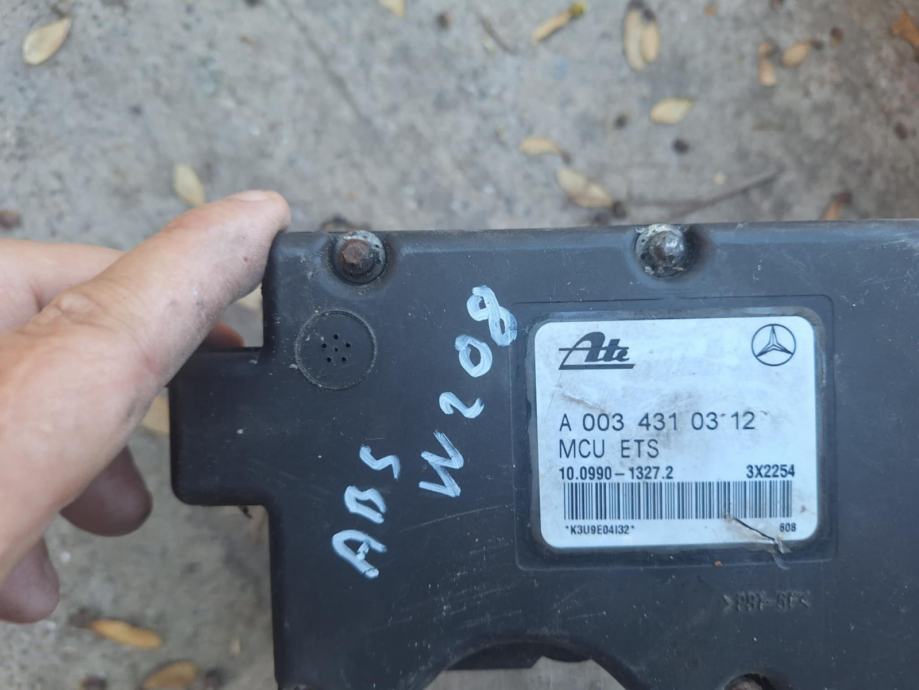 ABS
W208
Ate
A 003 431 03 12
MCU ETS
10.0990-1327.2 3X2254
*K3U9E04I32* 608